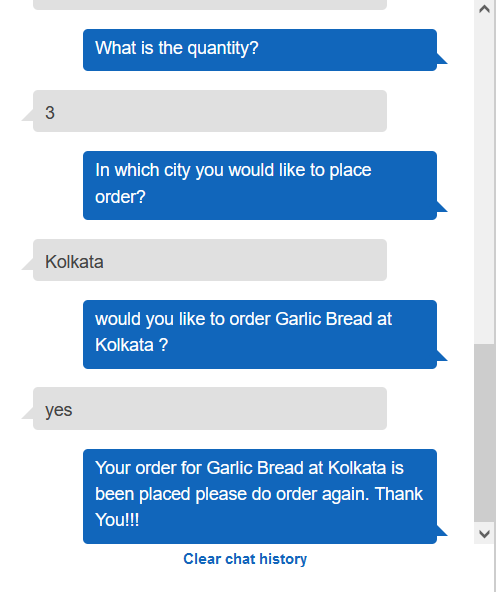 What is the quantity?
3
In which city you would like to place
order?
Kolkata
would you like to order Garlic Bread at
Kolkata ?
yes
Your order for Garlic Bread at Kolkata is
been placed please do order again. Thank
You!!!
Clear chat history